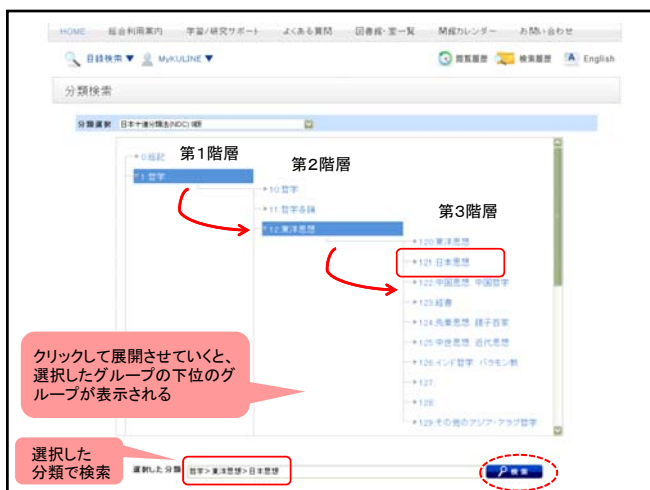 HOME 総合利用案内 学習/研究サポート よくある質問 図書館・室一覧 開館カレンダー お問い合わせ
目録検索▼ MyKULINE▼ 閲覧履歴 検索履歴 A English
分類検索
分類選択 日本十進分類法(NDC) 9版
0.総記
第1階層
第2階層
第3階層
1.哲学
10.哲学
11.哲学各論
12.東洋思想
120.東洋思想
121.日本思想
122.中国思想 中国哲学
123.経書
124.先秦思想 諸子百家
125.中世思想 近代思想
126.インド哲学 バラモン教
127.
128.
129.その他のアジア・アラブ哲学
クリックして展開させていくと、
選択したグループの下位のグ
ループが表示される
選択した
分類で検索
選択した分類 哲学>東洋思想>日本思想 検索